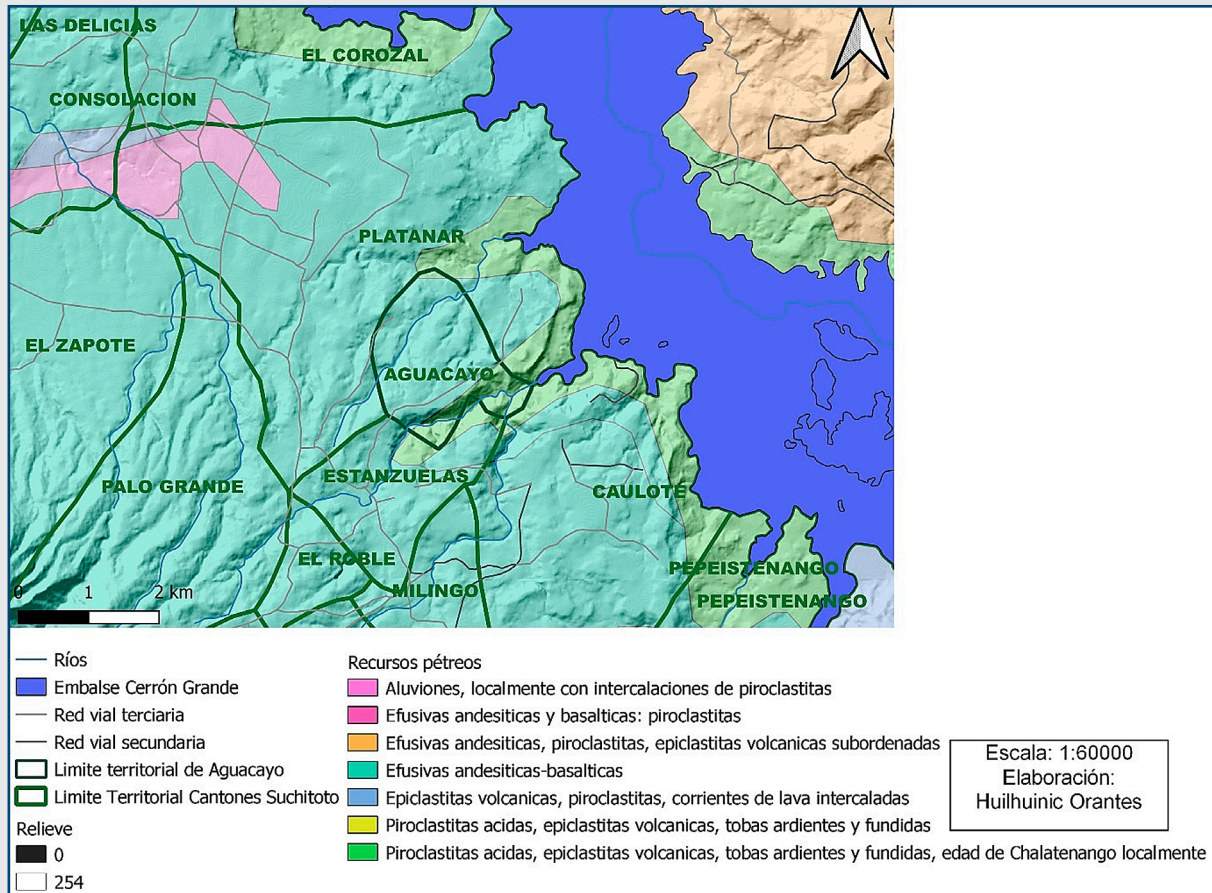 LAS DELICIAS
EL COROZAL
CONSOLACION
PLATANAR
EL ZAPOTE
AGUACAYO
ESTANZUELAS
PALO GRANDE
CAULOTE
EL ROBLE
PEPEISTENANGO
MILINGO
PEPEISTENANGO
0 1 2 km
Ríos
Embalse Cerrón Grande
Red vial terciaria
Red vial secundaria
Limite territorial de Aguacayo
Limite Territorial Cantones Suchitoto
Relieve
0
254
Recursos pétreos
Aluviones, localmente con intercalaciones de piroclastitas
Efusivas andesiticas y basalticas: piroclastitas
Efusivas andesiticas, piroclastitas, epiclastitas volcanicas subordenadas
Efusivas andesiticas-basalticas
Epiclastitas volcanicas, piroclastitas, corrientes de lava intercaladas
Piroclastitas acidas, epiclastitas volcanicas, tobas ardientes y fundidas
Piroclastitas acidas, epiclastitas volcanicas, tobas ardientes y fundidas, edad de Chalatenango localmente
Escala: 1:60000
Elaboración:
Huilhuinic Orantes